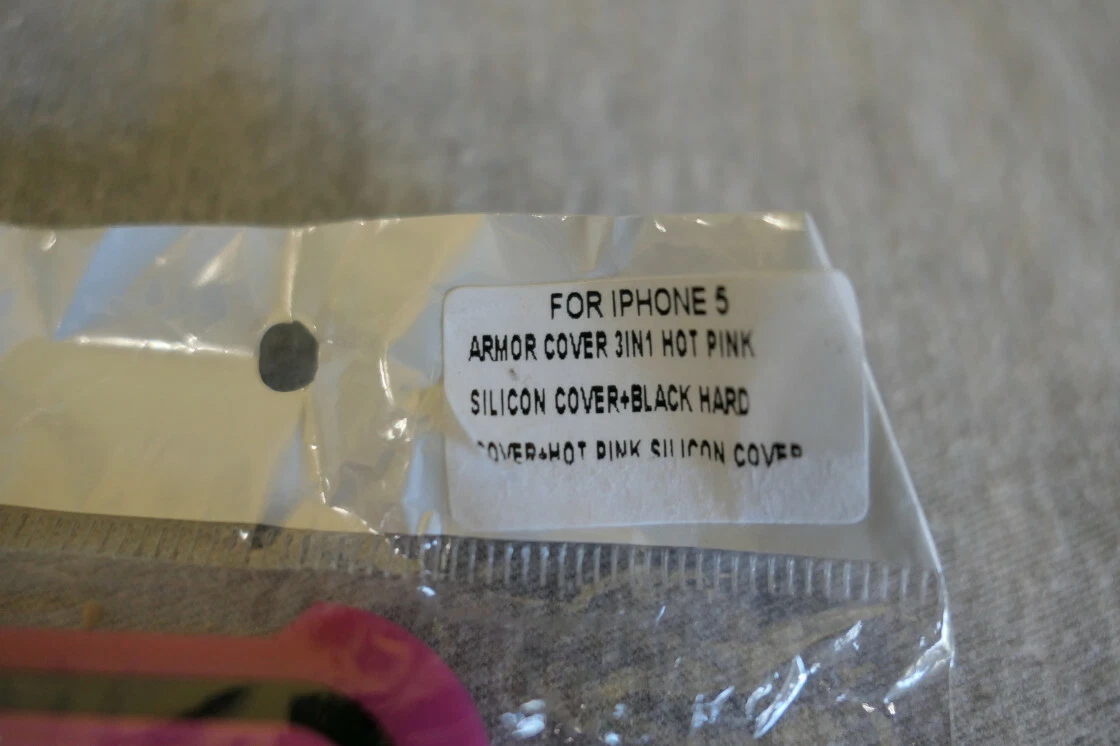 FOR IPHONE 5
ARMOR COVER 3IN1 HOT PINK
SILICON COVER+BLACK HARD
COVER+HOT PINK SILICON COVER